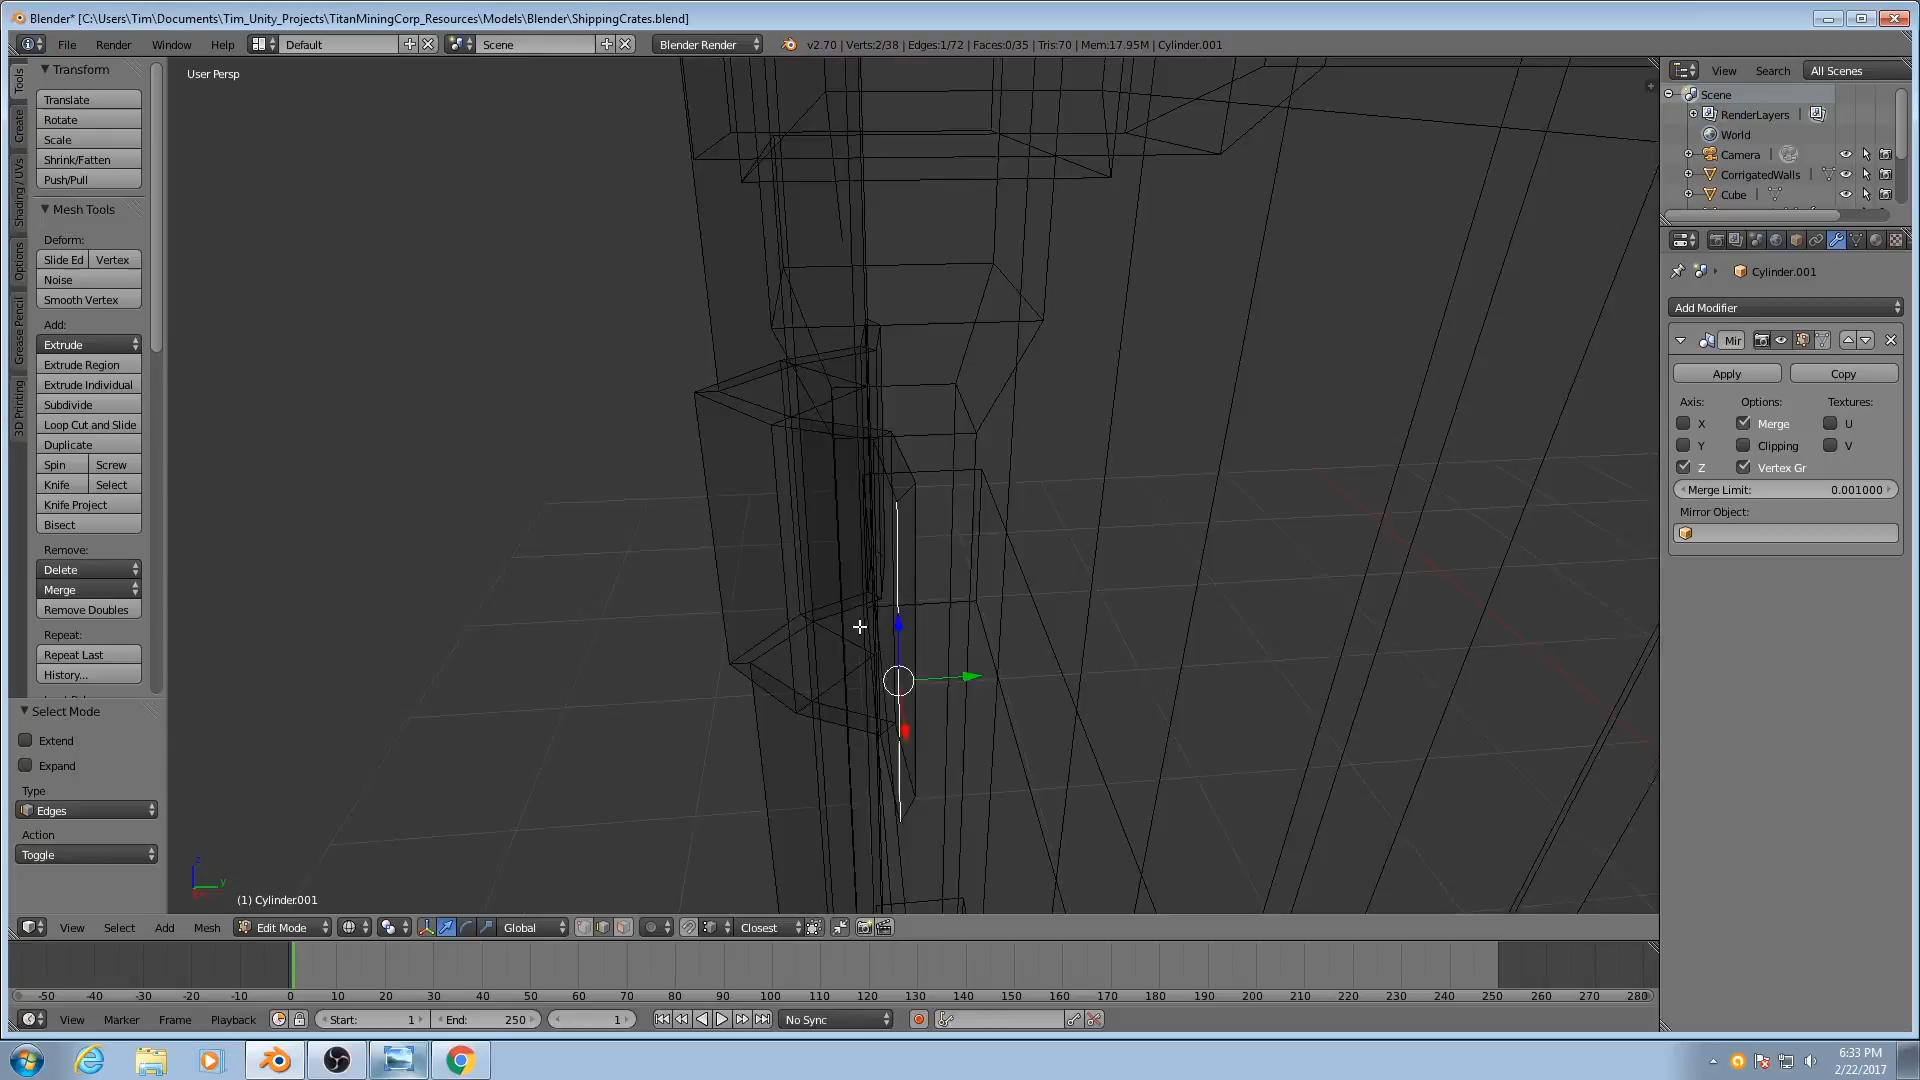 Blender* [C:\Users\Tim\Documents\Tim_Unity_Projects\TitanMiningCorp_Resources\Models\Blender\ShippingCrates.blend]
File Render Window Help Default Scene Blender Render v2.70 | Verts:2/38 | Edges:1/72 | Faces:0/35 | Tris:70 | Mem:17.95M | Cylinder.001
Tools
Create
Shading / UVs
Options
Grease Pencil
3D Printing
Transform
Translate
Rotate
Scale
Shrink/Fatten
Push/Pull
Mesh Tools
Deform:
Slide Ed Vertex
Noise
Smooth Vertex
Add:
Extrude
Extrude Region
Extrude Individual
Subdivide
Loop Cut and Slide
Duplicate
Spin Screw
Knife Select
Knife Project
Bisect
Remove:
Delete
Merge
Remove Doubles
Repeat:
Repeat Last
History...
Select Mode
Extend
Expand
Type
Edges
Action
Toggle
User Persp
z
y
(1) Cylinder.001
View Search All Scenes
Scene
RenderLayers |
World
Camera |
CorrigatedWalls |
Cube |
Cylinder.001
Add Modifier
Mir
Apply Copy
Axis: Options: Textures:
X Merge U
Y Clipping V
Z Vertex Gr
Merge Limit: 0.001000
Mirror Object:
View Select Add Mesh Edit Mode Global Closest
-50 -40 -30 -20 -10 0 10 20 30 40 50 60 70 80 90 100 110 120 130 140 150 160 170 180 190 200 210 220 230 240 250 260 270 280
View Marker Frame Playback Start: 1 End: 250 1 No Sync
6:33 PM
2/22/2017